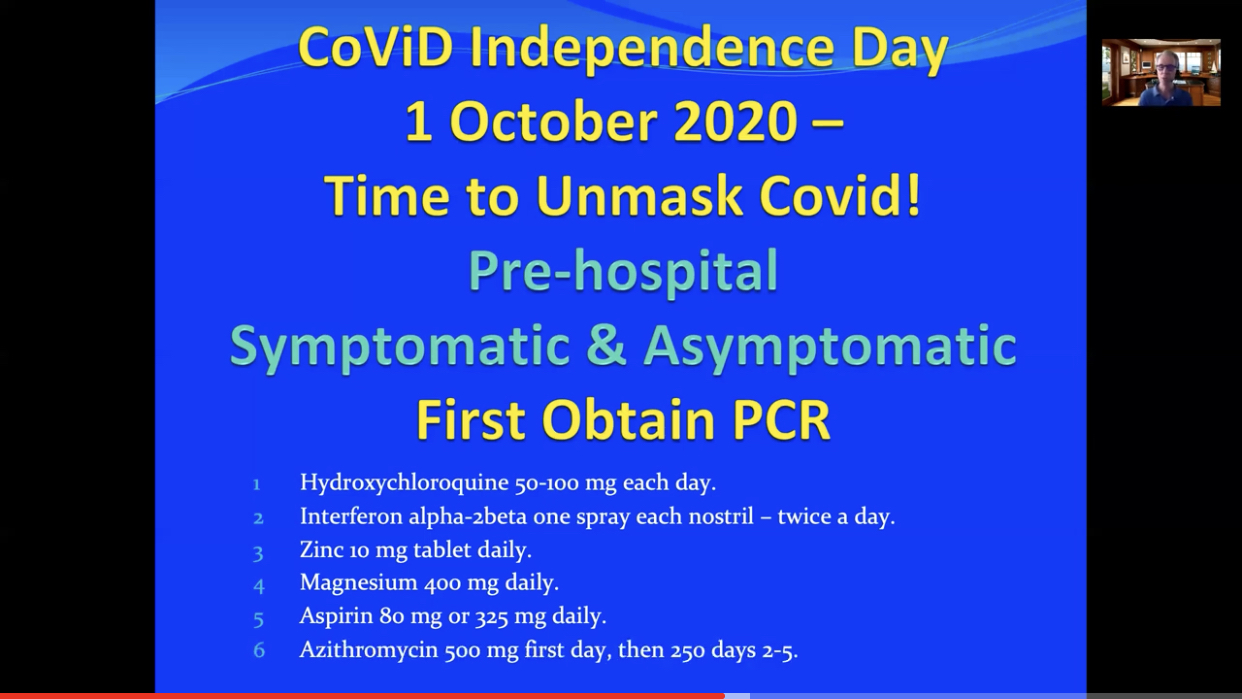 CoViD Independence Day
1 October 2020 –
Time to Unmask Covid!
Pre-hospital
Symptomatic & Asymptomatic
First Obtain PCR
1 Hydroxychloroquine 50-100 mg each day.
2 Interferon alpha-2beta one spray each nostril – twice a day.
3 Zinc 10 mg tablet daily.
4 Magnesium 400 mg daily.
5 Aspirin 80 mg or 325 mg daily.
6 Azithromycin 500 mg first day, then 250 days 2-5.